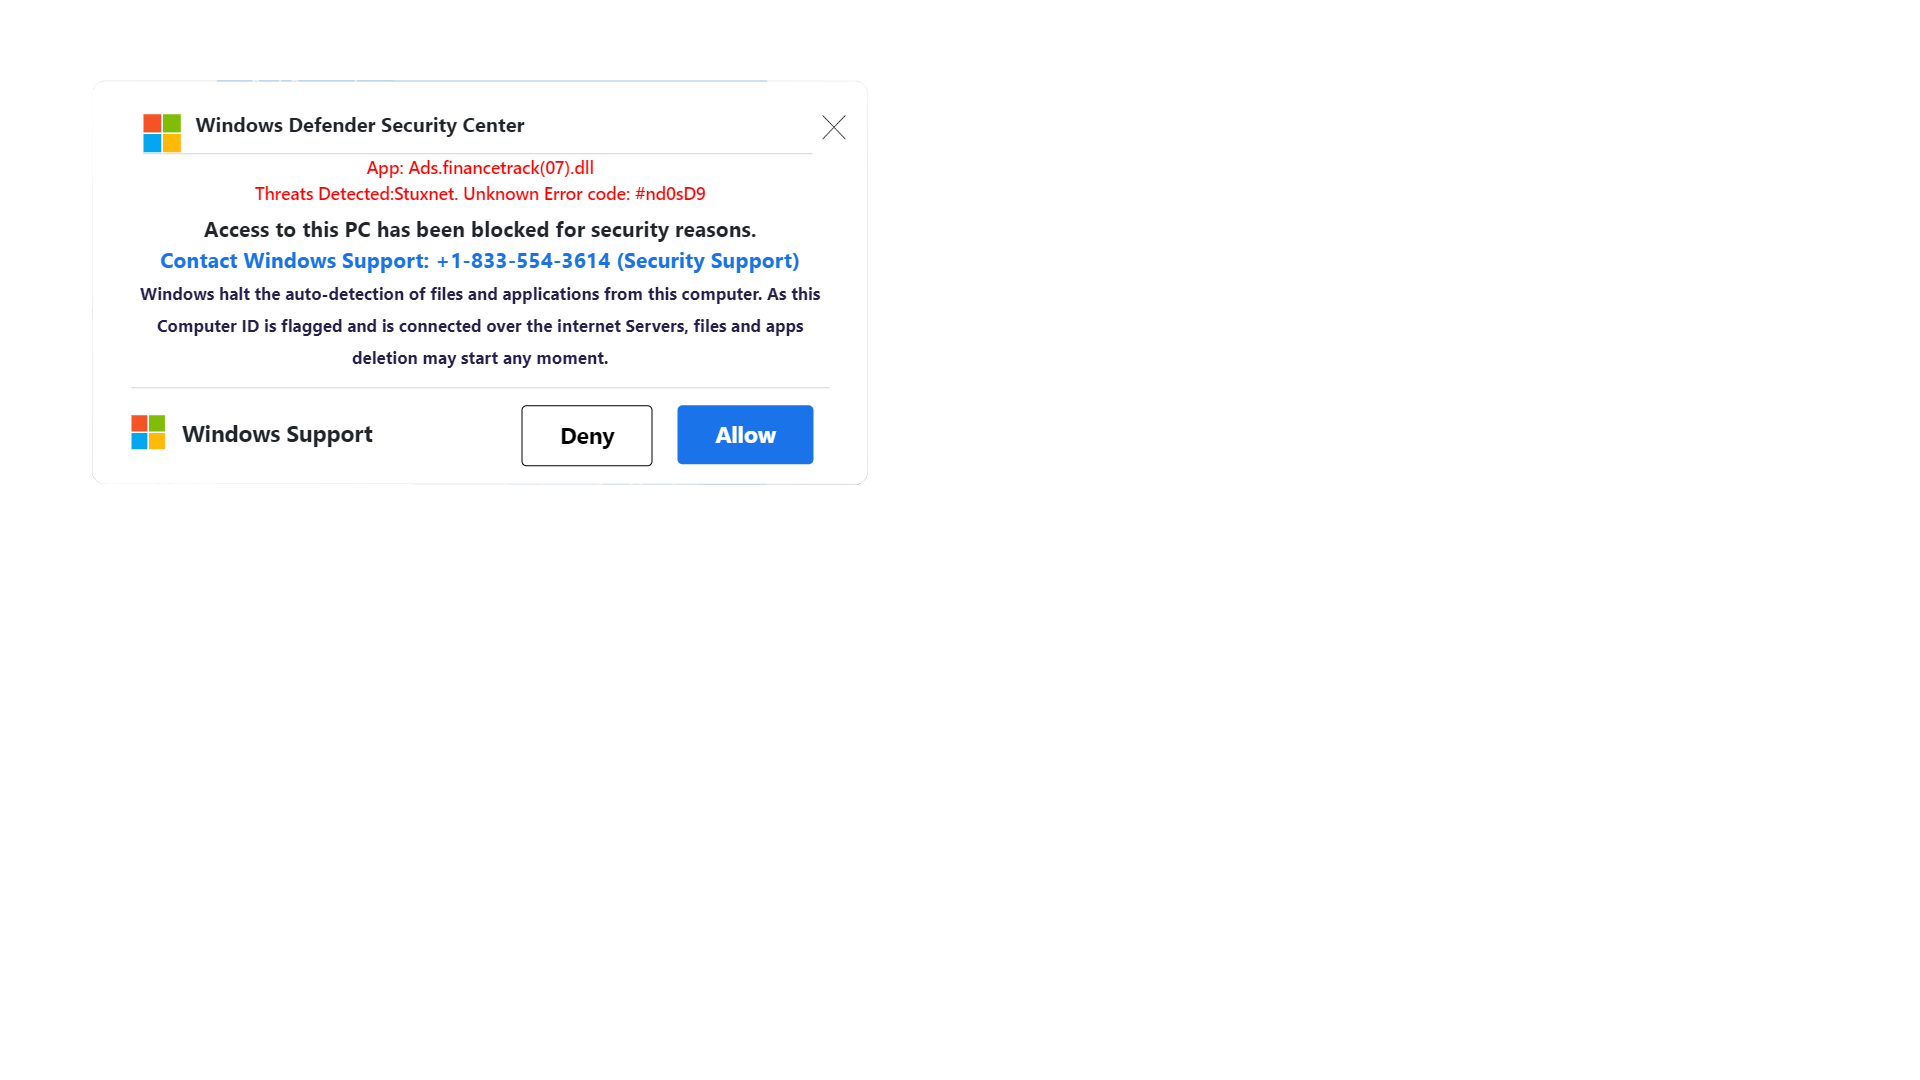 Windows Defender Security Center
App: Ads.financetrack(07).dll
Threats Detected:Stuxnet. Unknown Error code: #nd0sD9
Access to this PC has been blocked for security reasons.
Contact Windows Support: +1-833-554-3614 (Security Support)
Windows halt the auto-detection of files and applications from this computer. As this
Computer ID is flagged and is connected over the internet Servers, files and apps
deletion may start any moment.
Windows Support
Deny
Allow